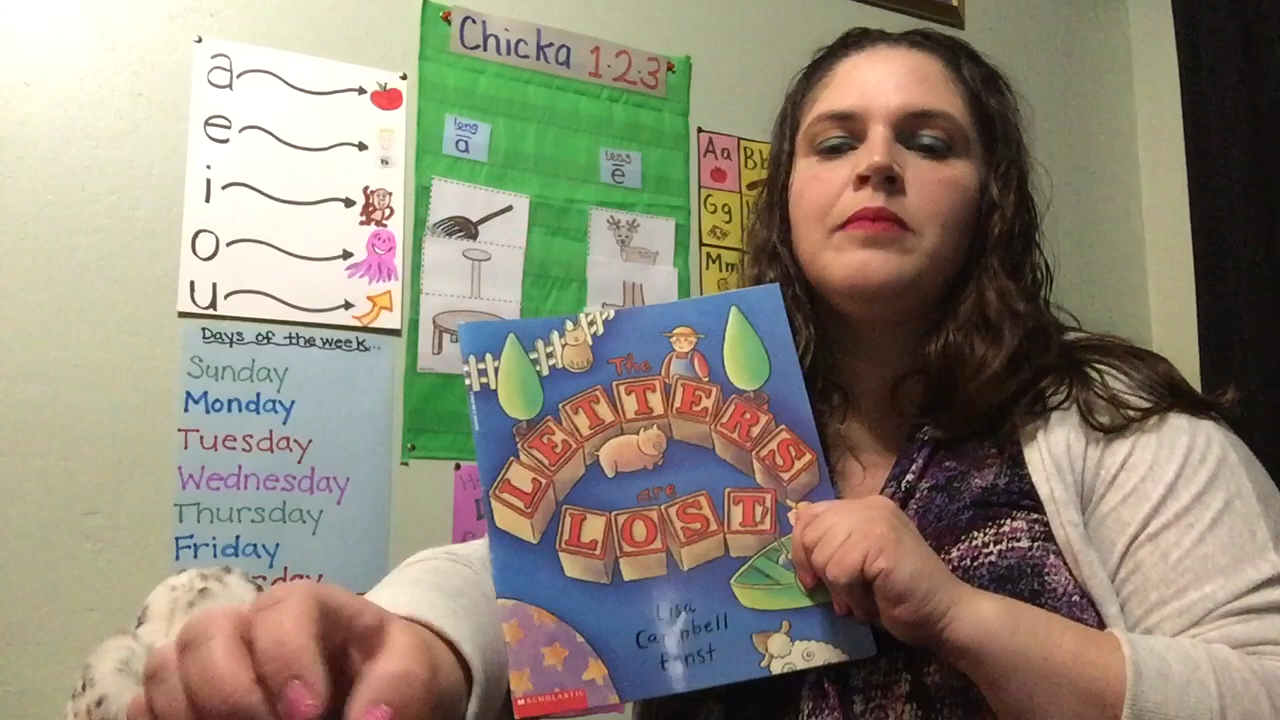 a
e
i
o
u
Days of the week...
Sunday
Monday
Tuesday
Wednesday
Thursday
Friday
Chicka 1·2·3
long
a
long
e
Aa
Gg
Mm
The
LETTERS
are
LOST
Lisa
Campbell
Ernst
SCHOLASTIC